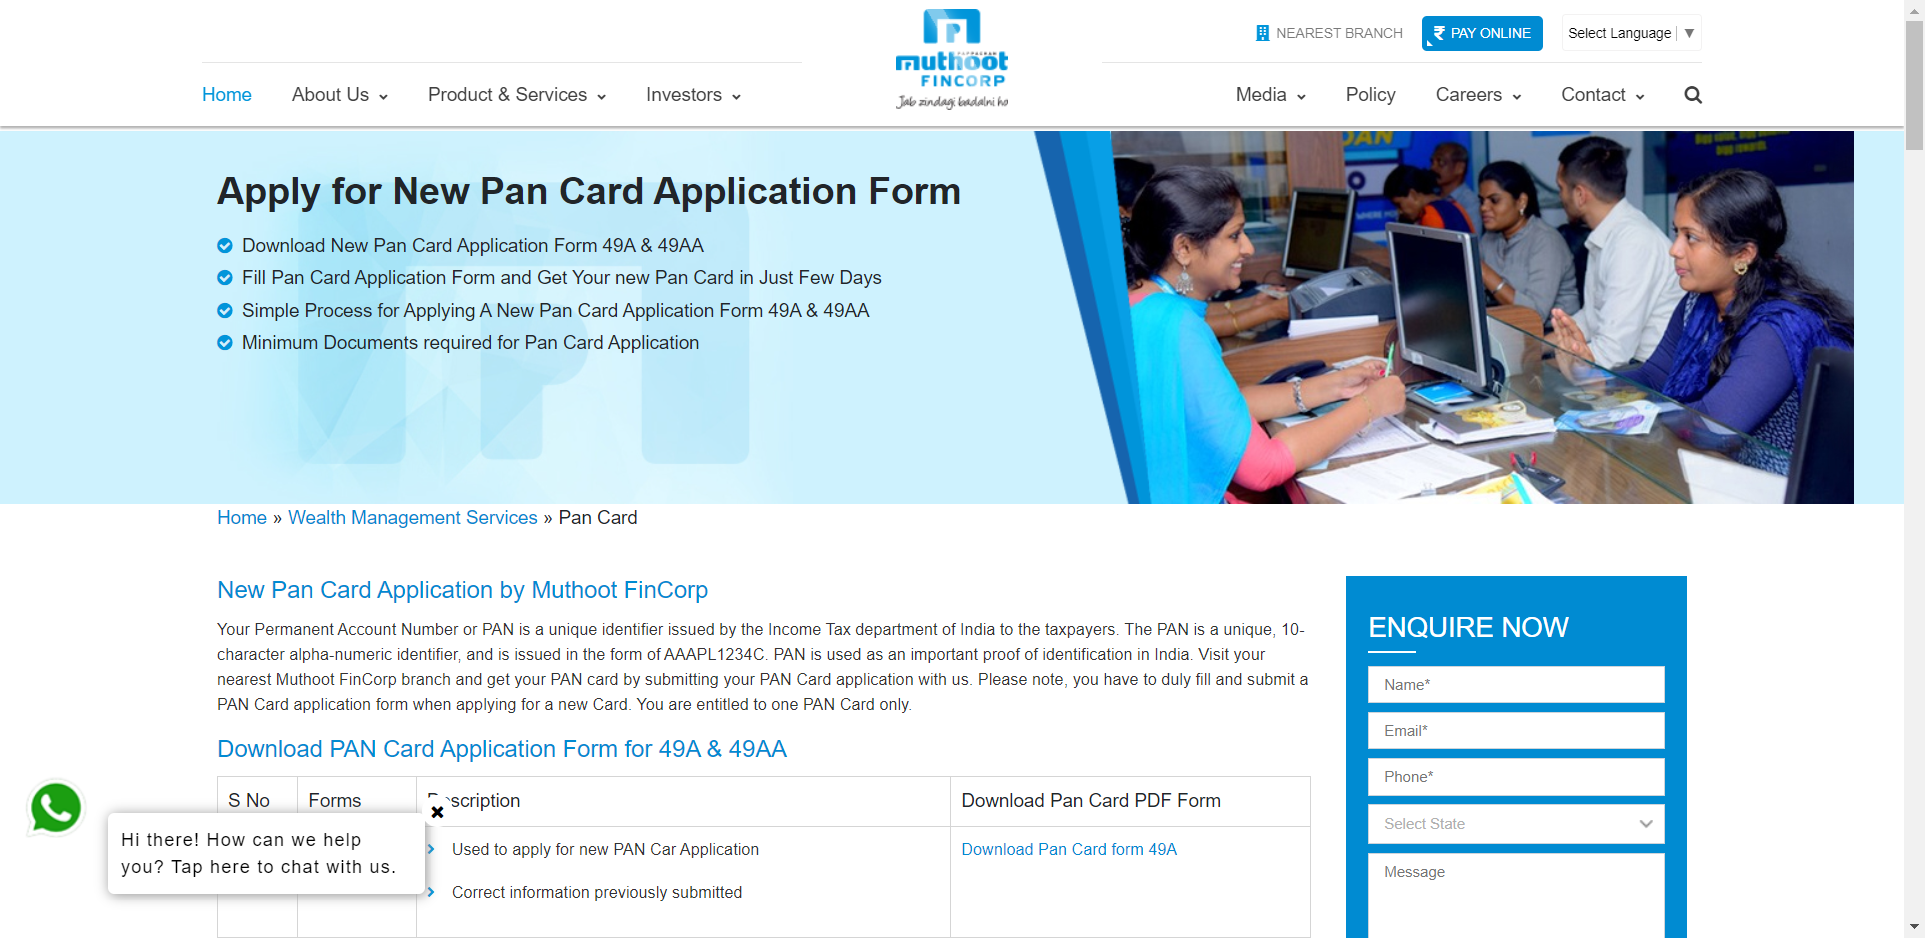 NEAREST BRANCH
PAY ONLINE
Select Language ▼
muthoot
FINCORP
Jab zindagi badalni ho
Home
About Us
Product & Services
Investors
Media
Policy
Careers
Contact
Apply for New Pan Card Application Form
Download New Pan Card Application Form 49A & 49AA
Fill Pan Card Application Form and Get Your new Pan Card in Just Few Days
Simple Process for Applying A New Pan Card Application Form 49A & 49AA
Minimum Documents required for Pan Card Application
Home » Wealth Management Services » Pan Card
New Pan Card Application by Muthoot FinCorp
Your Permanent Account Number or PAN is a unique identifier issued by the Income Tax department of India to the taxpayers. The PAN is a unique, 10-
character alpha-numeric identifier, and is issued in the form of AAAPL1234C. PAN is used as an important proof of identification in India. Visit your
nearest Muthoot FinCorp branch and get your PAN card by submitting your PAN Card application with us. Please note, you have to duly fill and submit a
PAN Card application form when applying for a new Card. You are entitled to one PAN Card only.
Download PAN Card Application Form for 49A & 49AA
S No
Forms
Description
Download Pan Card PDF Form
Used to apply for new PAN Car Application
Download Pan Card form 49A
Correct information previously submitted
Hi there! How can we help
you? Tap here to chat with us.
ENQUIRE NOW
Name*
Email*
Phone*
Select State
Message